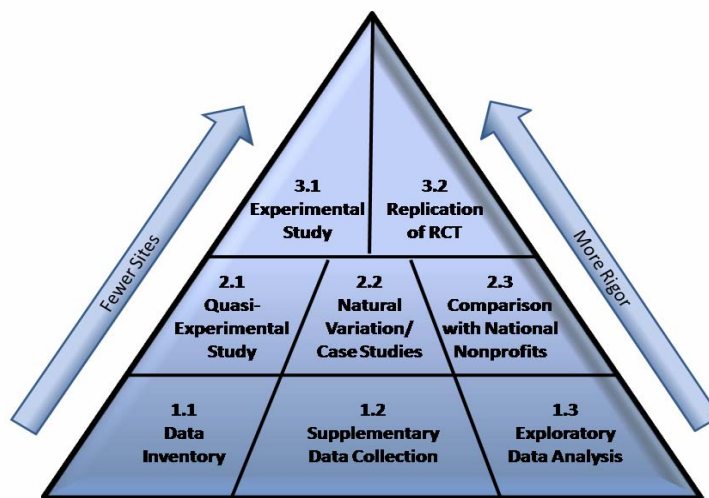 3.1
Experimental
Study
3.2
Replication
of RCT
Fewer Sites
More Rigor
2.1
Quasi-
Experimental
Study
2.2
Natural
Variation/
Case Studies
2.3
Comparison
with National
Nonprofits
1.1
Data
Inventory
1.2
Supplementary
Data Collection
1.3
Exploratory
Data Analysis